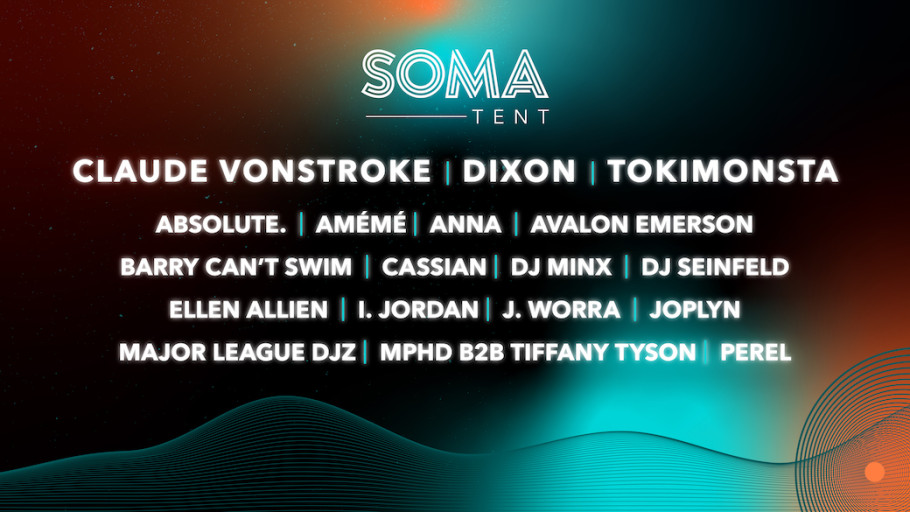 SOMA
TENT
CLAUDE VONSTROKE | DIXON | TOKIMONSTA
ABSOLUTE. | AMÉMÉ | ANNA | AVALON EMERSON
BARRY CAN'T SWIM | CASSIAN | DJ MINX | DJ SEINFELD
ELLEN ALLIEN | I. JORDAN | J. WORRA | JOPLYN
MAJOR LEAGUE DJZ | MPHD B2B TIFFANY TYSON | PEREL